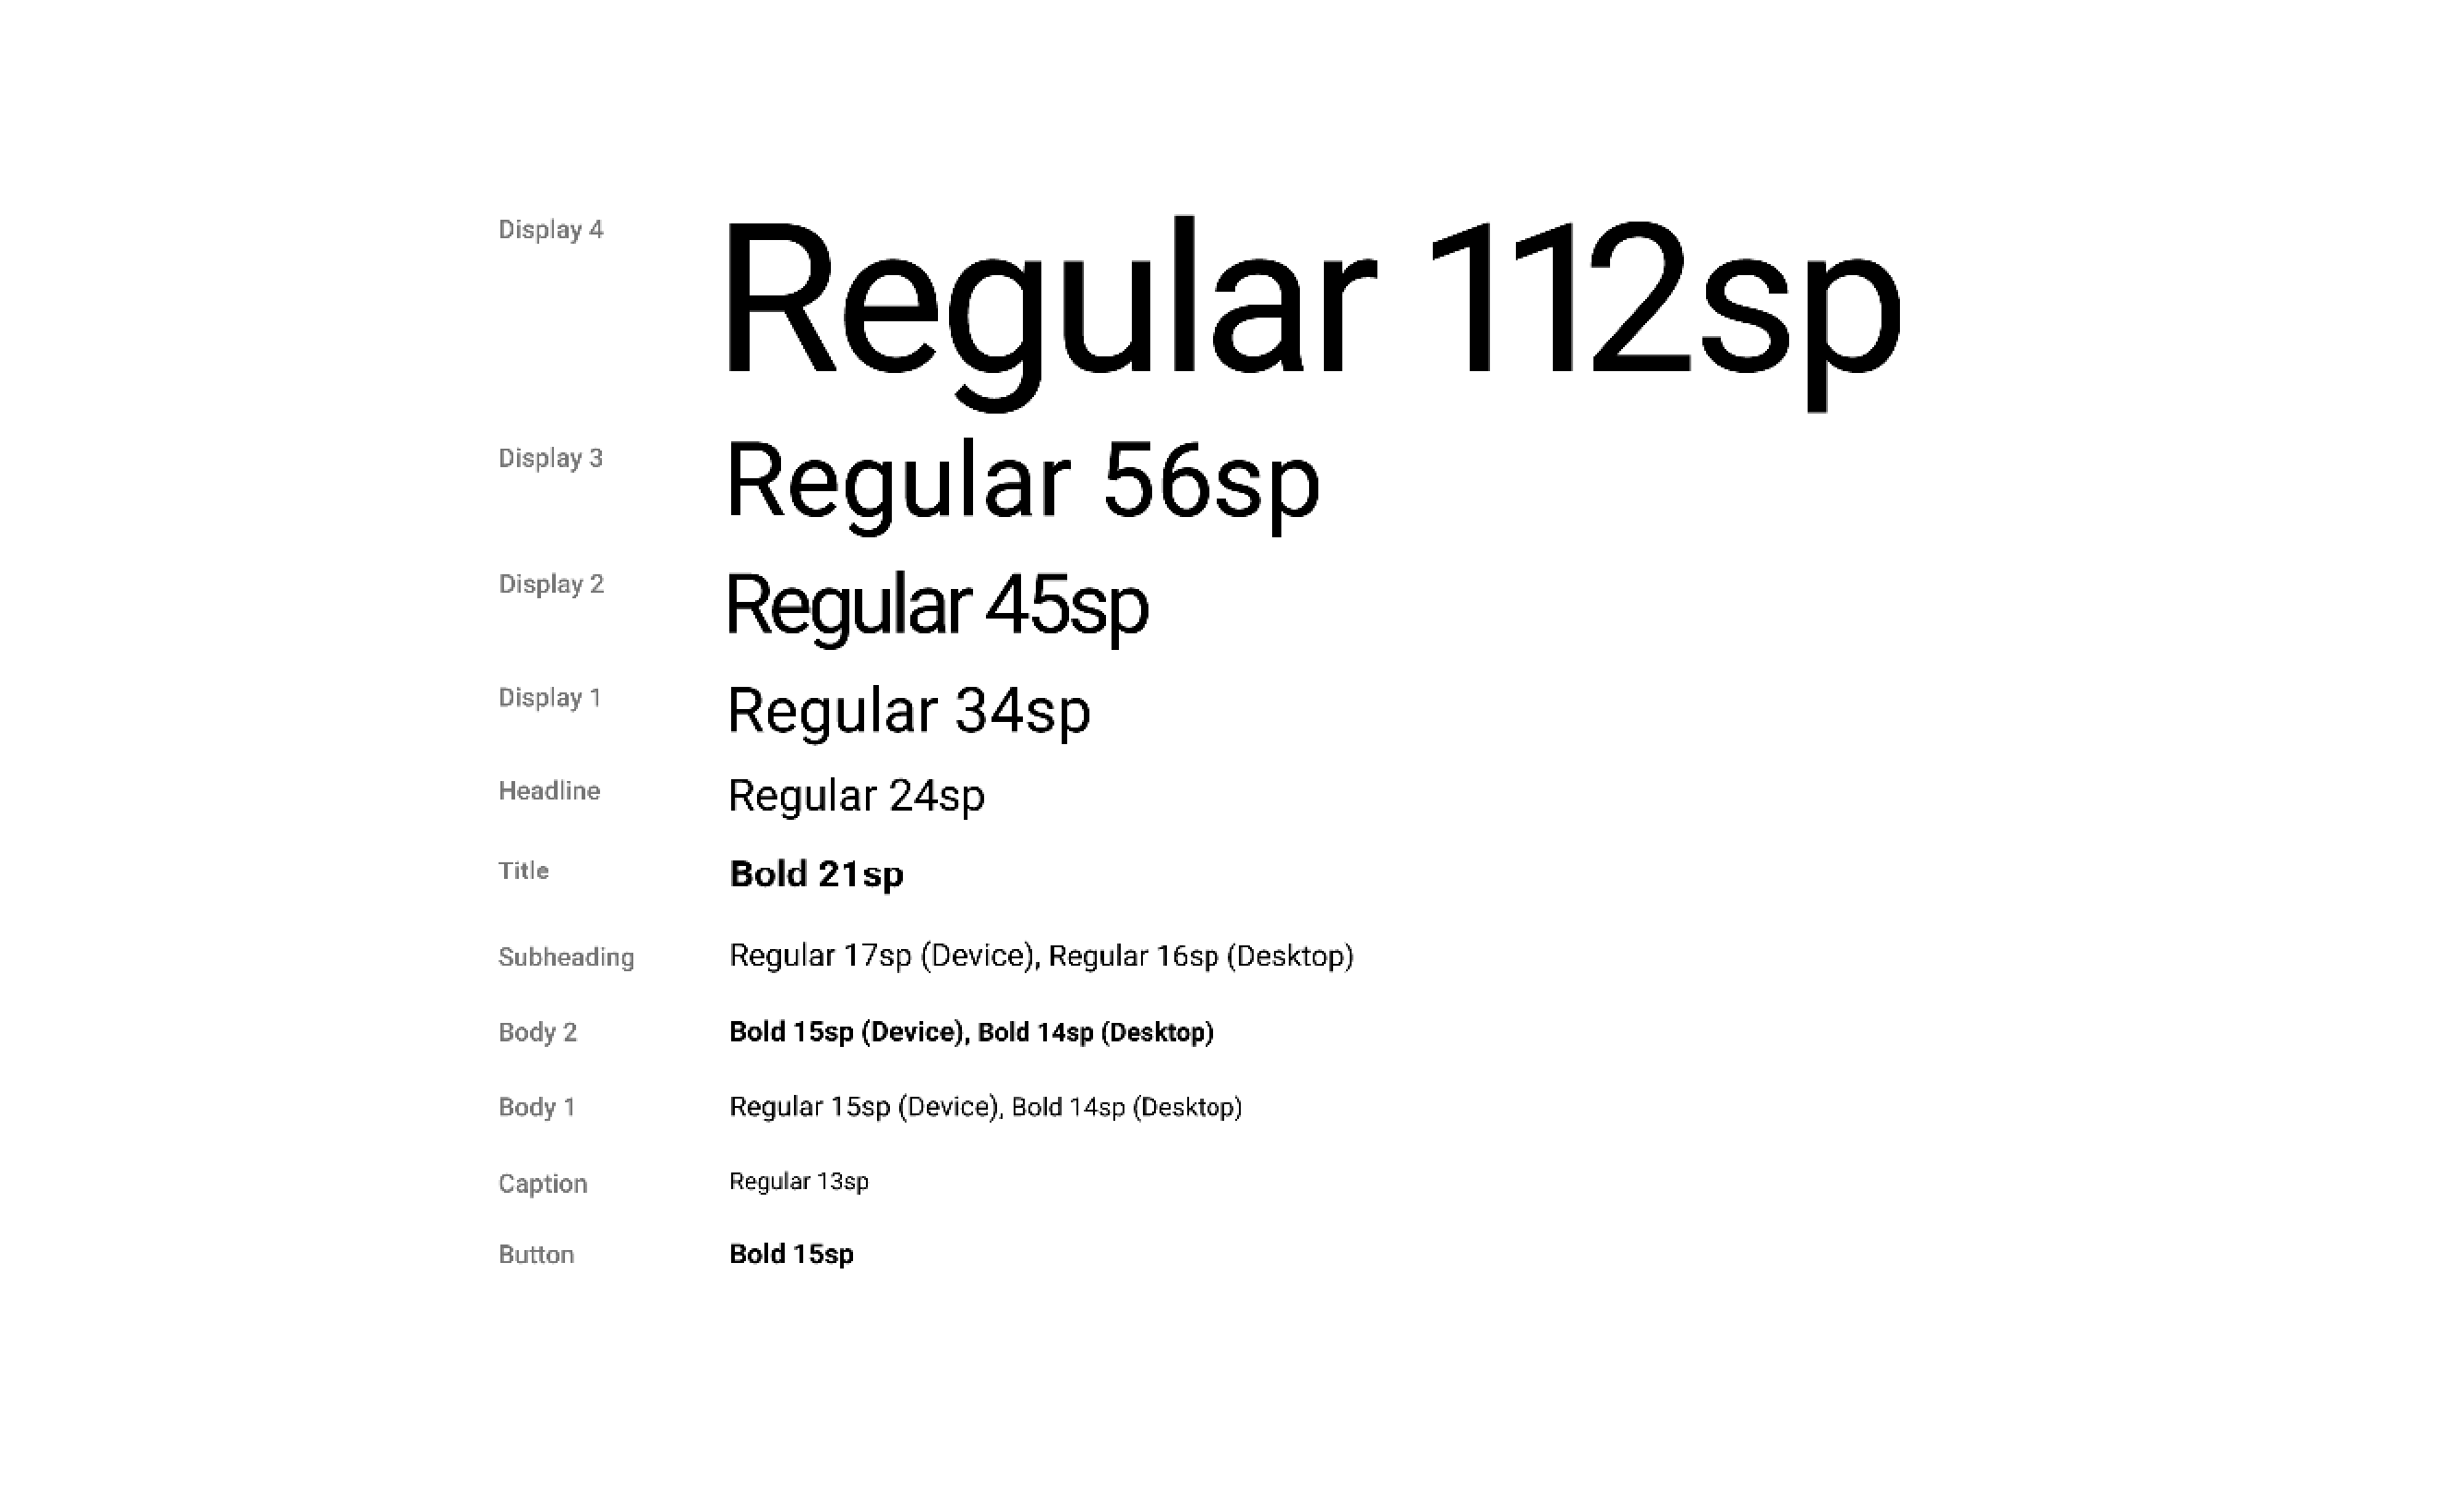 Display 4 Regular 112sp
Display 3 Regular 56sp
Display 2 Regular 45sp
Display 1 Regular 34sp
Headline Regular 24sp
Title Bold 21sp
Subheading Regular 17sp (Device), Regular 16sp (Desktop)
Body 2 Bold 15sp (Device), Bold 14sp (Desktop)
Body 1 Regular 15sp (Device), Bold 14sp (Desktop)
Caption Regular 13sp
Button Bold 15sp